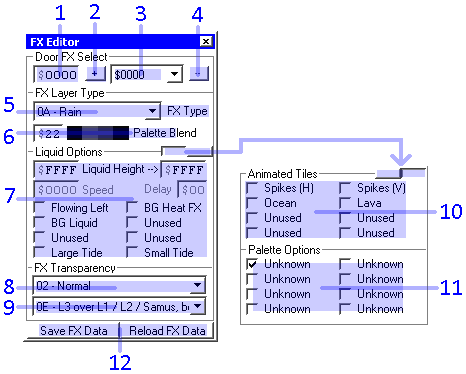 1 2 3 4
FX Editor
Door FX Select
$0000 + $0000 +
FX Layer Type
5 0A - Rain FX Type
6 $22 Palette Blend
Liquid Options
$FFFF Liquid Height --> $FFFF
$0000 Speed Delay $00
7
Flowing Left BG Heat FX
BG Liquid Unused
Unused Unused
Large Tide Small Tide
FX Transparency
8 02 - Normal
9 0E - L3 over L1 / L2 / Samus, b
Save FX Data Reload FX Data
12
Animated Tiles
Spikes (H) Spikes (V)
Ocean Lava
Unused Unused
Unused Unused
10
Palette Options
Unknown Unknown
Unknown Unknown
Unknown Unknown
Unknown Unknown
11